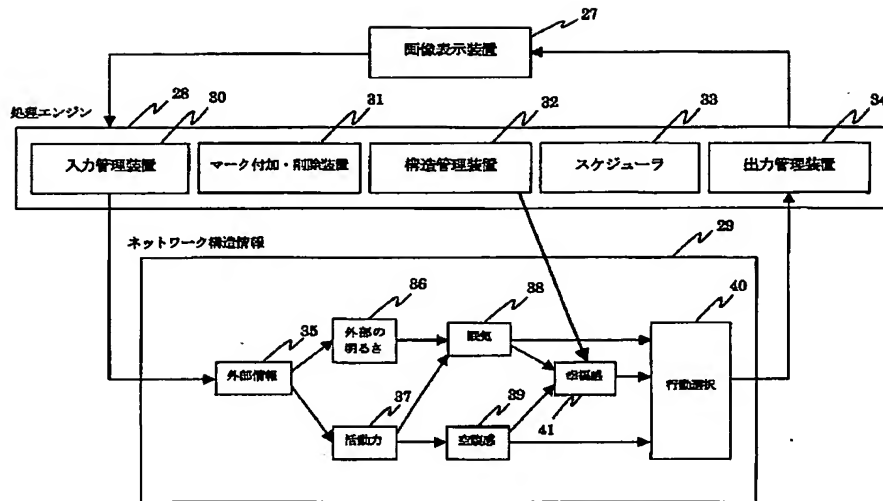 27
画像表示装置
処理エンジン
28
30
31
32
33
34
入力管理装置
マーク付加・削除装置
構造管理装置
スケジューラ
出力管理装置
ネットワーク構造情報
29
35
36
38
40
外部情報
外部の
明るさ
眠気
行動選択
37
39
41
活動力
空腹感